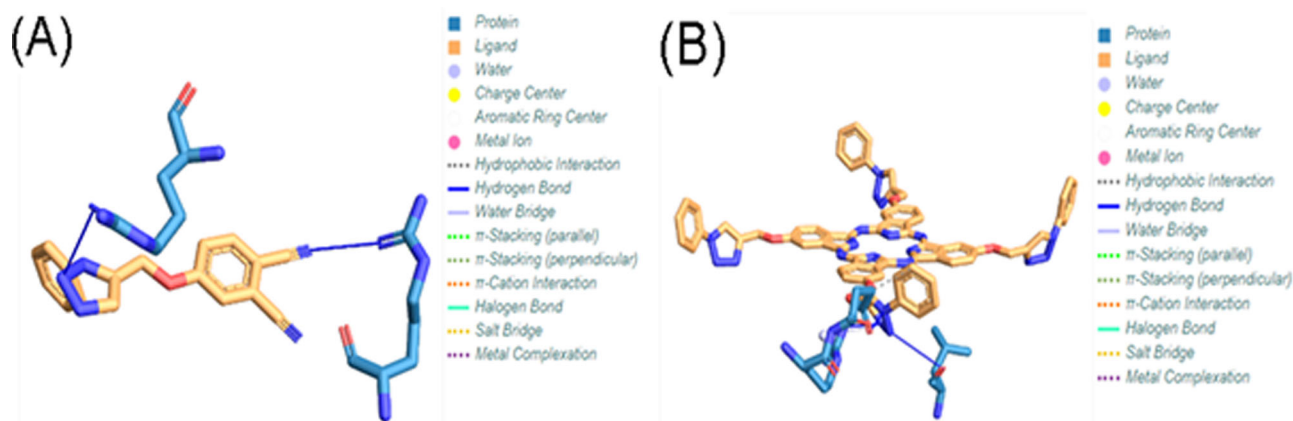 (A)
Protein
Ligand
Water
Charge Center
Aromatic Ring Center
Metal Ion
Hydrophobic Interaction
Hydrogen Bond
Water Bridge
π-Stacking (parallel)
π-Stacking (perpendicular)
π-Cation Interaction
Halogen Bond
Salt Bridge
Metal Complexation
(B)
Protein
Ligand
Water
Charge Center
Aromatic Ring Center
Metal Ion
Hydrophobic Interaction
Hydrogen Bond
Water Bridge
π-Stacking (parallel)
π-Stacking (perpendicular)
π-Cation Interaction
Halogen Bond
Salt Bridge
Metal Complexation